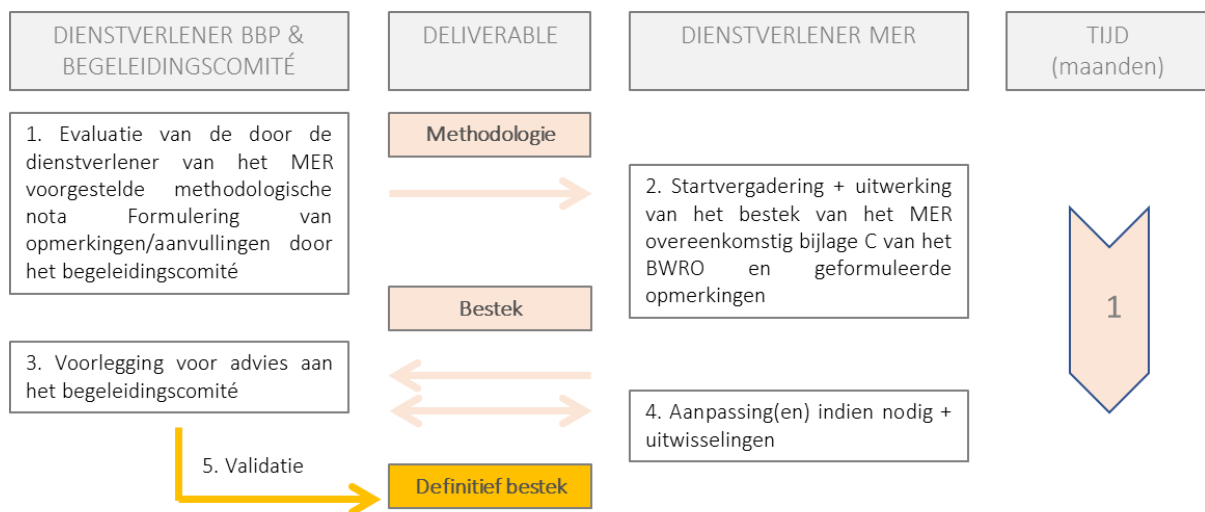 DIENSTVERLENER BBP &
BEGELEIDINGSCOMITÉ
DELIVERABLE
DIENSTVERLENER MER
TIJD
(maanden)
1. Evaluatie van de door de
dienstverlener van het MER
voorgestelde methodologische
nota Formulering van
opmerkingen/aanvullingen door
het begeleidingscomité
Methodologie
2. Startvergadering + uitwerking
van het bestek van het MER
overeenkomstig bijlage C van het
BWRO en geformuleerde
opmerkingen
1
Bestek
3. Voorlegging voor advies aan
het begeleidingscomité
4. Aanpassing(en) indien nodig +
uitwisselingen
5. Validatie
Definitief bestek